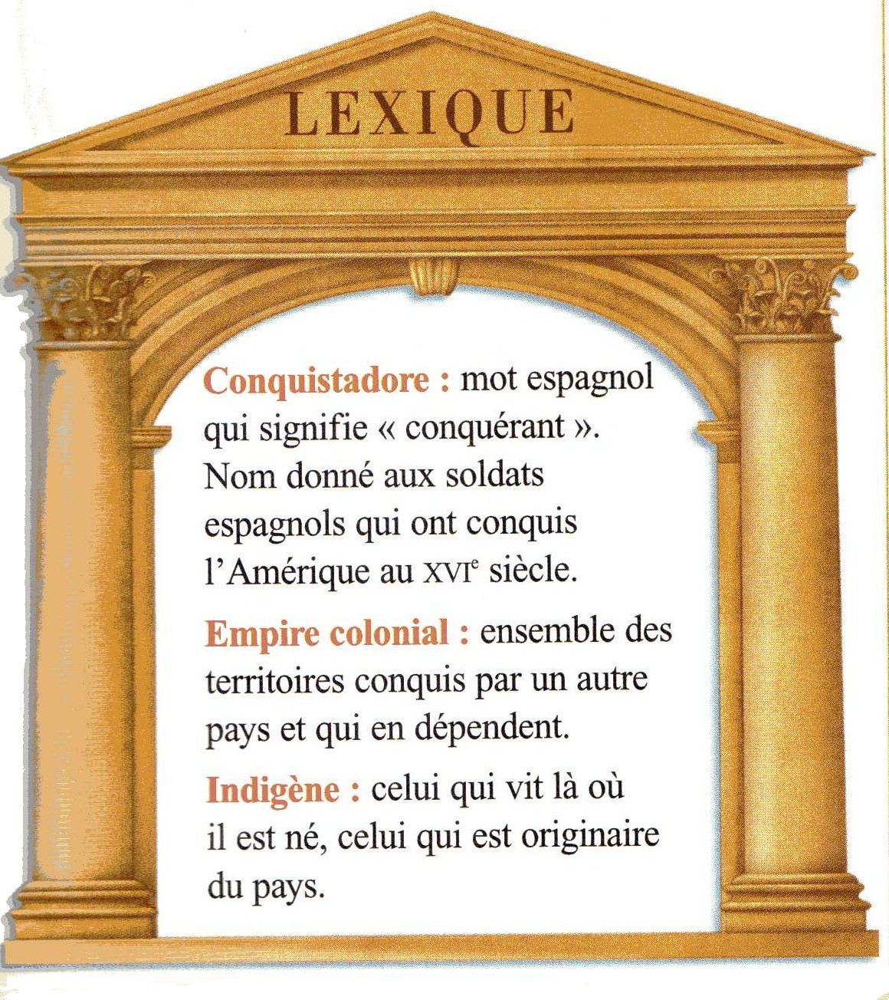 LEXIQUE
Conquistadore : mot espagnol
qui signifie « conquérant ».
Nom donné aux soldats
espagnols qui ont conquis
l'Amérique au XVIe siècle.
Empire colonial : ensemble des
territoires conquis par un autre
pays et qui en dépendent.
Indigène : celui qui vit là où
il est né, celui qui est originaire
du pays.